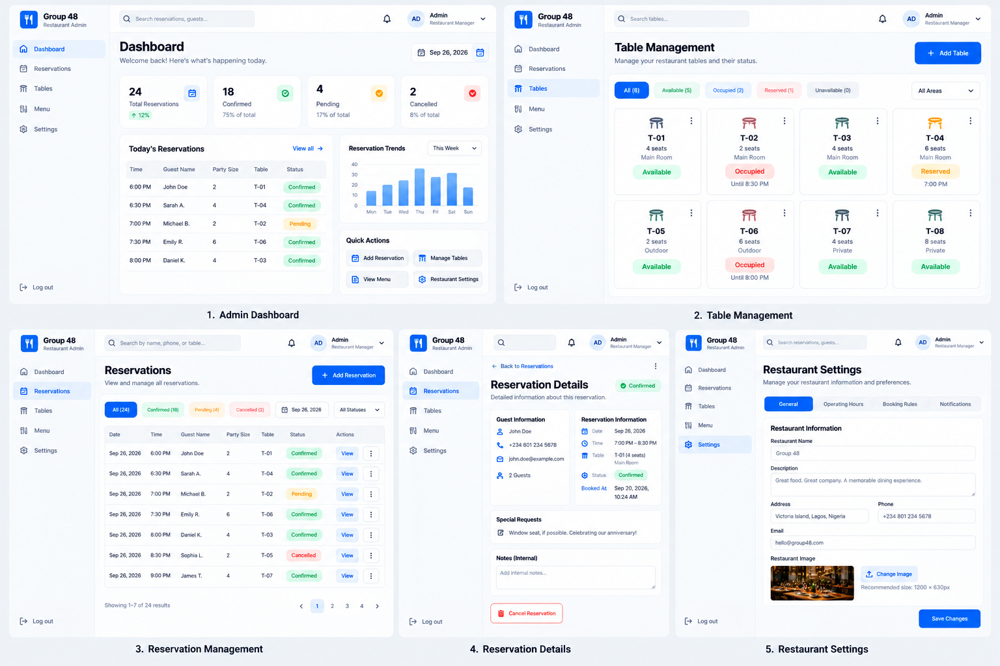 Group 48
Restaurant Admin
Search reservations, guests...
AD
Admin
Restaurant Manager
Dashboard
Reservations
Tables
Menu
Settings
Log out
Dashboard
Welcome back! Here's what's happening today.
Sep 26, 2026
24
Total Reservations
↑ 12%
18
Confirmed
75% of total
4
Pending
17% of total
2
Cancelled
8% of total
Today's Reservations
View all →
Time Guest Name Party Size Table Status
6:00 PM John Doe 2 T-01 Confirmed
6:30 PM Sarah A. 4 T-04 Confirmed
7:00 PM Michael B. 2 T-02 Pending
7:30 PM Emily R. 6 T-06 Confirmed
8:00 PM Daniel K. 4 T-03 Confirmed
Reservation Trends
This Week
40
30
20
10
0
Mon Tue Wed Thu Fri Sat Sun
Quick Actions
Add Reservation
Manage Tables
View Menu
Restaurant Settings
1. Admin Dashboard
Group 48
Restaurant Admin
Search tables...
AD
Admin
Restaurant Manager
Dashboard
Reservations
Tables
Menu
Settings
Log out
Table Management
Manage your restaurant tables and their status.
+ Add Table
All (8)
Available (5)
Occupied (2)
Reserved (1)
Unavailable (0)
All Areas
T-01
4 seats
Main Room
Available
T-02
2 seats
Main Room
Occupied
Until 8:30 PM
T-03
4 seats
Main Room
Available
T-04
6 seats
Main Room
Reserved
7:00 PM
T-05
2 seats
Outdoor
Available
T-06
6 seats
Outdoor
Occupied
Until 8:00 PM
T-07
4 seats
Private
Available
T-08
8 seats
Private
Available
2. Table Management
Group 48
Restaurant Admin
Search by name, phone, or table...
AD
Admin
Restaurant Manager
Dashboard
Reservations
Tables
Menu
Settings
Log out
Reservations
View and manage all reservations.
+ Add Reservation
All (24)
Confirmed (18)
Pending (4)
Cancelled (2)
Sep 26, 2026
All Statuses
Date Time Guest Name Party Size Table Status Actions
Sep 26, 2026 6:00 PM John Doe 2 T-01 Confirmed View
Sep 26, 2026 6:30 PM Sarah A. 4 T-04 Confirmed View
Sep 26, 2026 7:00 PM Michael B. 2 T-02 Pending View
Sep 26, 2026 7:30 PM Emily R. 6 T-06 Confirmed View
Sep 26, 2026 8:00 PM Daniel K. 4 T-03 Confirmed View
Sep 26, 2026 8:30 PM Sophia L. 2 T-05 Cancelled View
Sep 26, 2026 9:00 PM James T. 4 T-07 Confirmed View
Showing 1–7 of 24 results
1 2 3 4
3. Reservation Management
Group 48
Restaurant Admin
AD
Admin
Restaurant Manager
Dashboard
Reservations
Tables
Menu
Settings
Log out
← Back to Reservations
Reservation Details
Detailed information about this reservation.
Confirmed
Guest Information
John Doe
+234 801 234 5678
john.doe@example.com
2 Guests
Reservation Information
Date Sep 26, 2026
Time 7:00 PM – 8:30 PM
Table T-01 (4 seats)
Main Room
Status Confirmed
Booked At Sep 20, 2026,
10:24 AM
Special Requests
Window seat, if possible. Celebrating our anniversary!
Notes (Internal)
Add internal notes...
Cancel Reservation
4. Reservation Details
Group 48
Restaurant Admin
Search reservations, guests...
AD
Admin
Restaurant Manager
Dashboard
Reservations
Tables
Menu
Settings
Log out
Restaurant Settings
Manage your restaurant information and preferences.
General
Operating Hours
Booking Rules
Notifications
Restaurant Information
Restaurant Name
Group 48
Description
Great food. Great company. A memorable dining experience.
Address
Victoria Island, Lagos, Nigeria
Phone
+234 801 234 5678
Email
hello@group48.com
Restaurant Image
Change Image
Recommended size: 1200 × 630px
Save Changes
5. Restaurant Settings